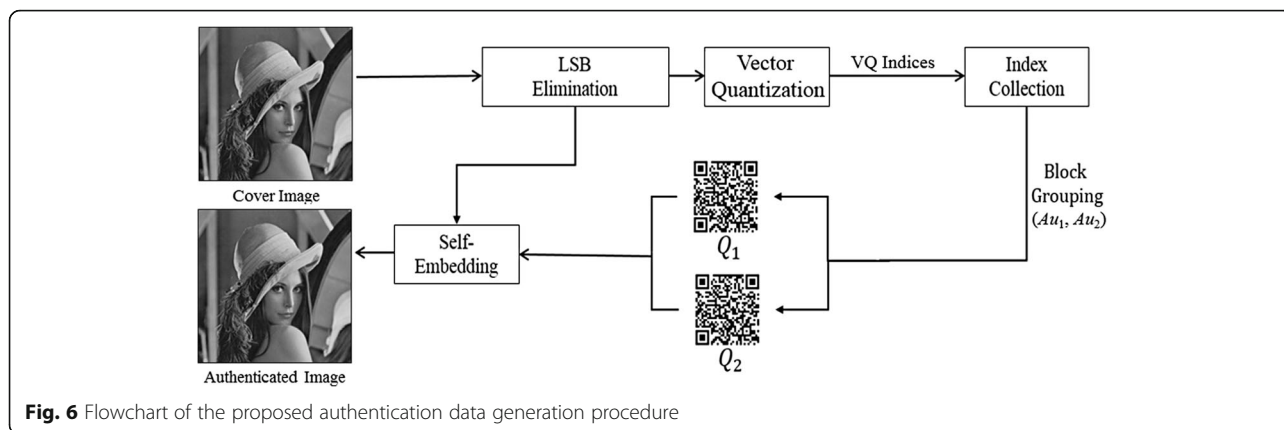 Cover Image
LSB
Elimination
Vector
Quantization
VQ Indices
Index
Collection
Block
Grouping
(Au₁, Au₂)
Q₁
Q₂
Self-
Embedding
Authenticated Image
Fig. 6 Flowchart of the proposed authentication data generation procedure